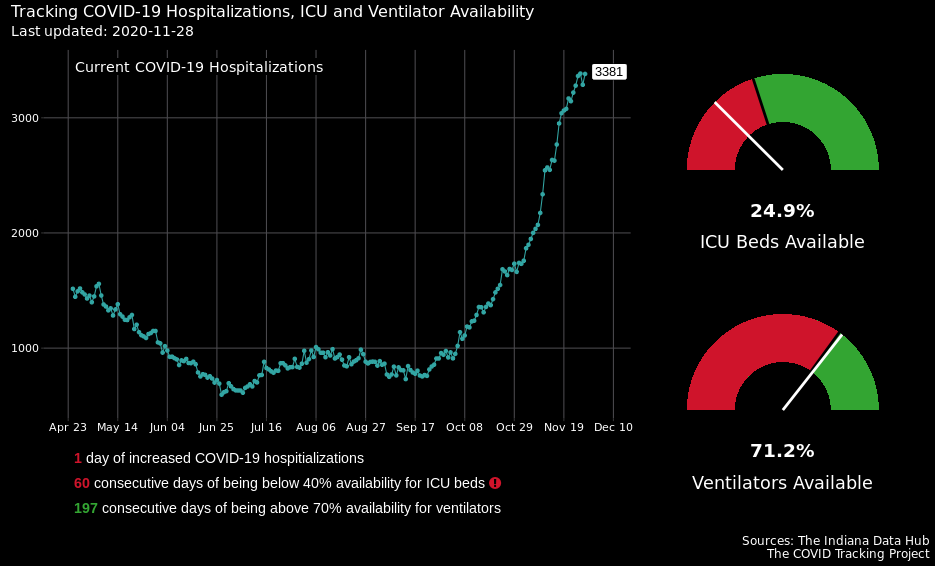 Tracking COVID-19 Hospitalizations, ICU and Ventilator Availability
Last updated: 2020-11-28
Current COVID-19 Hospitalizations
3381
3000
2000
1000
Apr 23 May 14 Jun 04 Jun 25 Jul 16 Aug 06 Aug 27 Sep 17 Oct 08 Oct 29 Nov 19 Dec 10
24.9%
ICU Beds Available
71.2%
Ventilators Available
1 day of increased COVID-19 hospitializations
60 consecutive days of being below 40% availability for ICU beds
197 consecutive days of being above 70% availability for ventilators
Sources: The Indiana Data Hub
The COVID Tracking Project